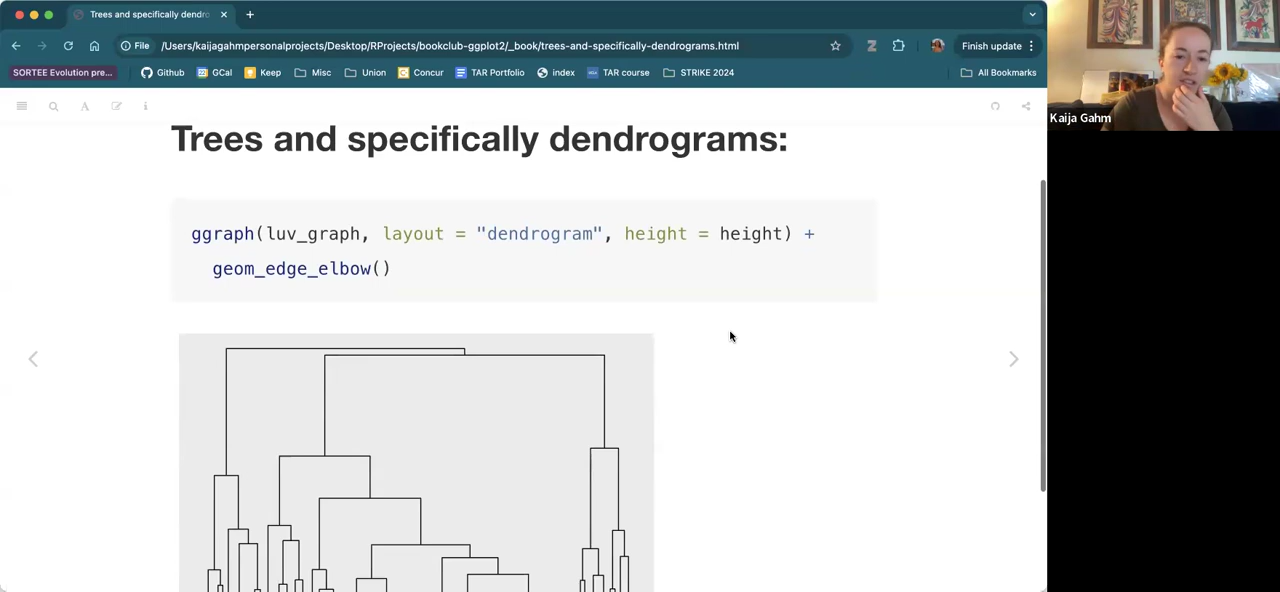 Trees and specifically dendro
Finish update
File
/Users/kaijagahmpersonalprojects/Desktop/RProjects/bookclub-ggplot2/_book/trees-and-specifically-dendrograms.html
SORTEE Evolution pre...
Github
GCal
Keep
Misc
Union
Concur
TAR Portfolio
index
TAR course
STRIKE 2024
All Bookmarks
Kaija Gahm
Trees and specifically dendrograms:
ggraph(luv_graph, layout = "dendrogram", height = height) +
geom_edge_elbow()